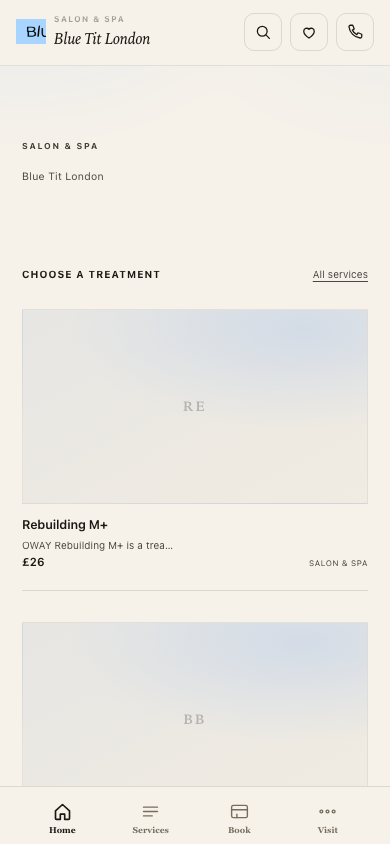 Blu
SALON & SPA
Blue Tit London
SALON & SPA
Blue Tit London
CHOOSE A TREATMENT
All services
RE
Rebuilding M+
OWAY Rebuilding M+ is a trea...
£26
SALON & SPA
BB
Home
Services
Book
Visit